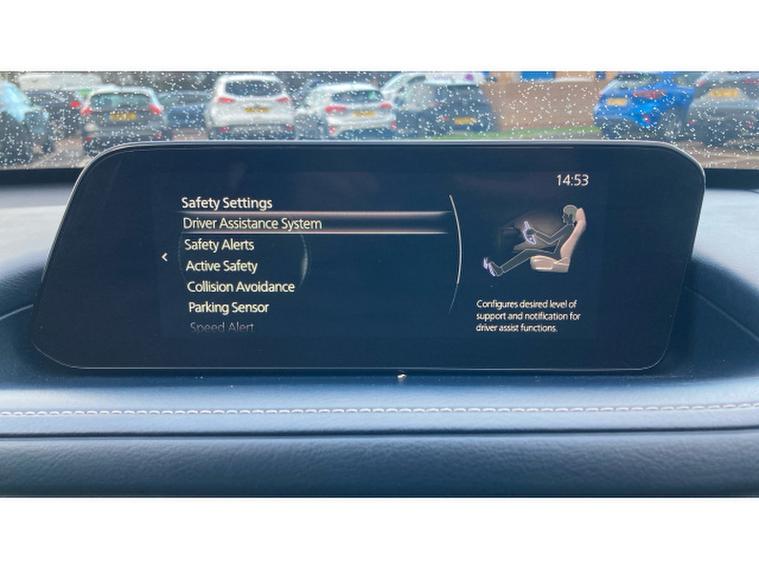 14:53
Safety Settings
Driver Assistance System
Safety Alerts
Active Safety
Collision Avoidance
Parking Sensor
Speed Alert
Configures desired level of
support and notification for
driver assist functions.